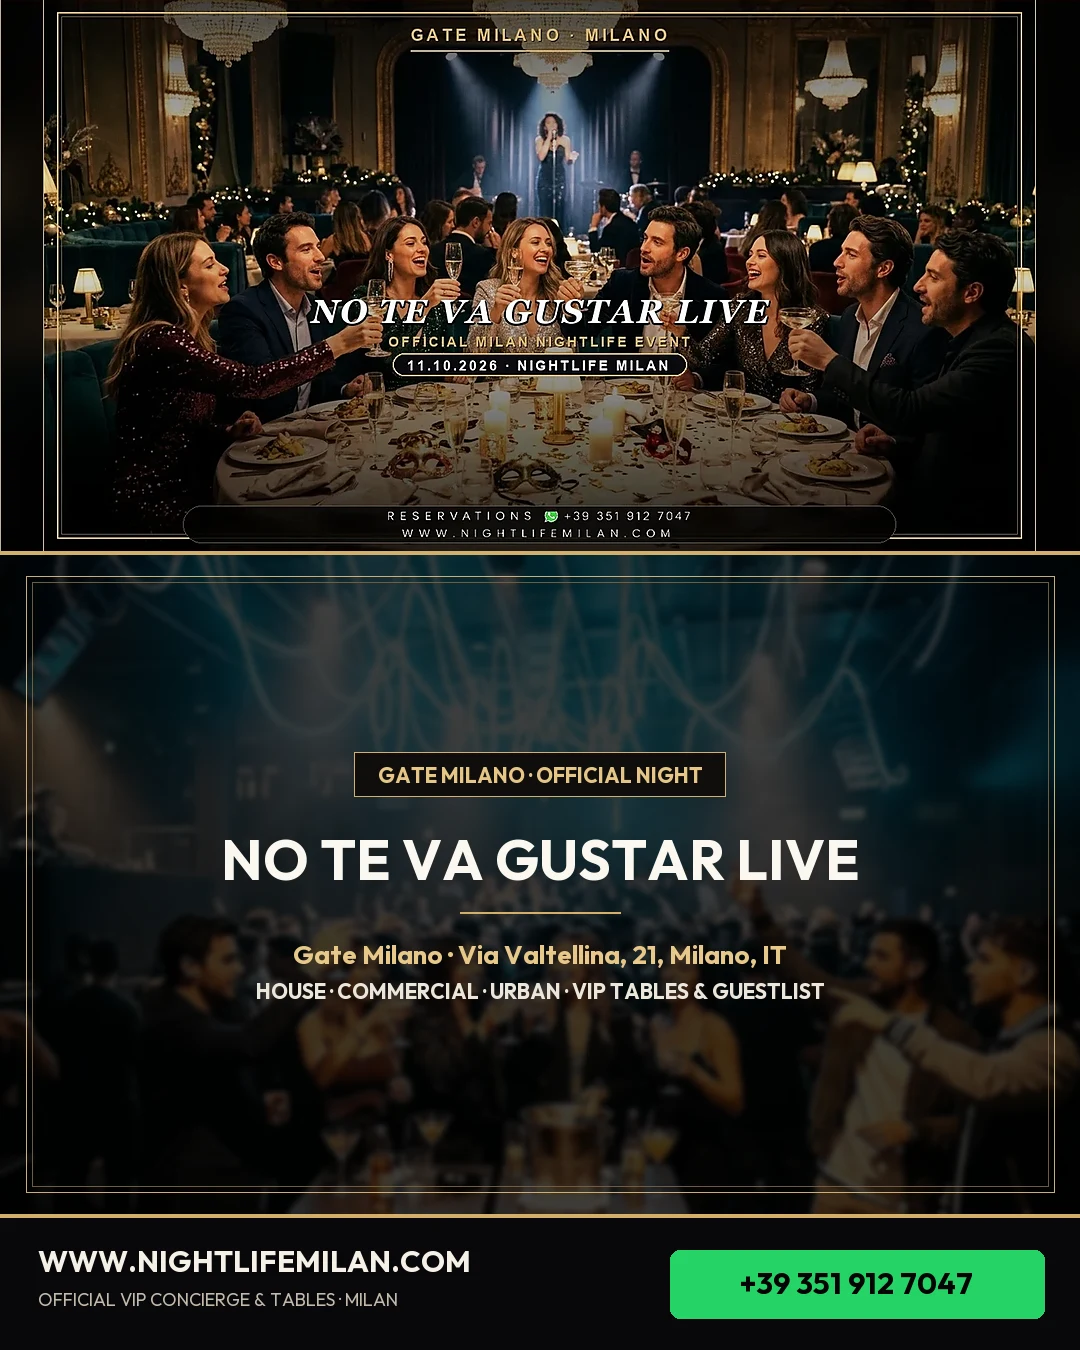 GATE MILANO · MILANO
NO TE VA GUSTAR LIVE
OFFICIAL MILAN NIGHTLIFE EVENT
11.10.2026 · NIGHTLIFE MILAN
RESERVATIONS +39 351 912 7047
WWW.NIGHTLIFEMILAN.COM
GATE MILANO · OFFICIAL NIGHT
NO TE VA GUSTAR LIVE
Gate Milano · Via Valtellina, 21, Milano, IT
HOUSE · COMMERCIAL · URBAN · VIP TABLES & GUESTLIST
WWW.NIGHTLIFEMILAN.COM
OFFICIAL VIP CONCIERGE & TABLES · MILAN
+39 351 912 7047